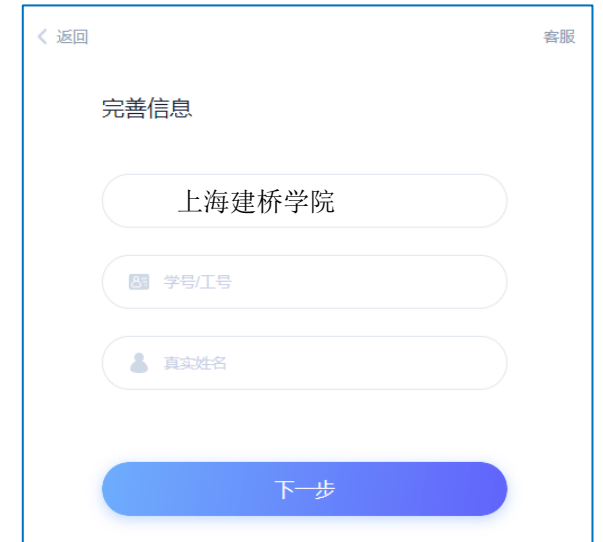 返回 客服
完善信息
上海建桥学院
学号/工号
真实姓名
下一步